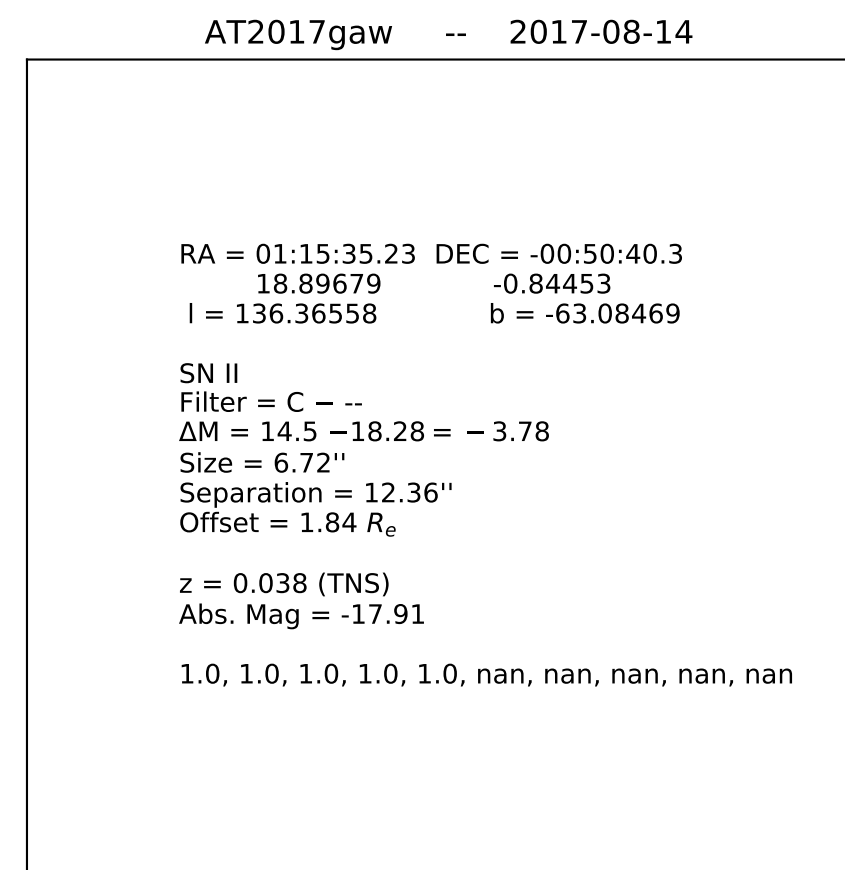 AT2017gaw -- 2017-08-14
RA = 01:15:35.23 DEC = -00:50:40.3
18.89679 -0.84453
l = 136.36558 b = -63.08469
SN II
Filter = C − --
ΔM = 14.5 −18.28 = −3.78
Size = 6.72''
Separation = 12.36''
Offset = 1.84 Rₑ
z = 0.038 (TNS)
Abs. Mag = -17.91
1.0, 1.0, 1.0, 1.0, 1.0, nan, nan, nan, nan, nan